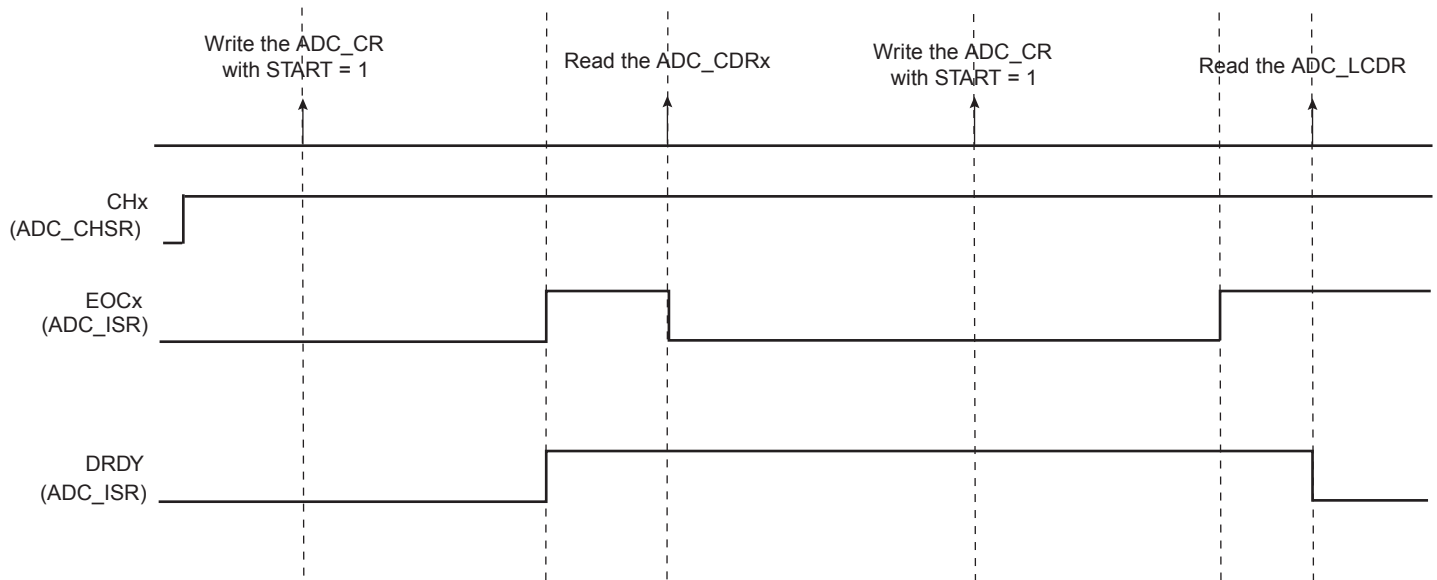 Write the ADC_CR
with START = 1
Read the ADC_CDRx
Write the ADC_CR
with START = 1
Read the ADC_LCDR
CHx
(ADC_CHSR)
EOCx
(ADC_ISR)
DRDY
(ADC_ISR)